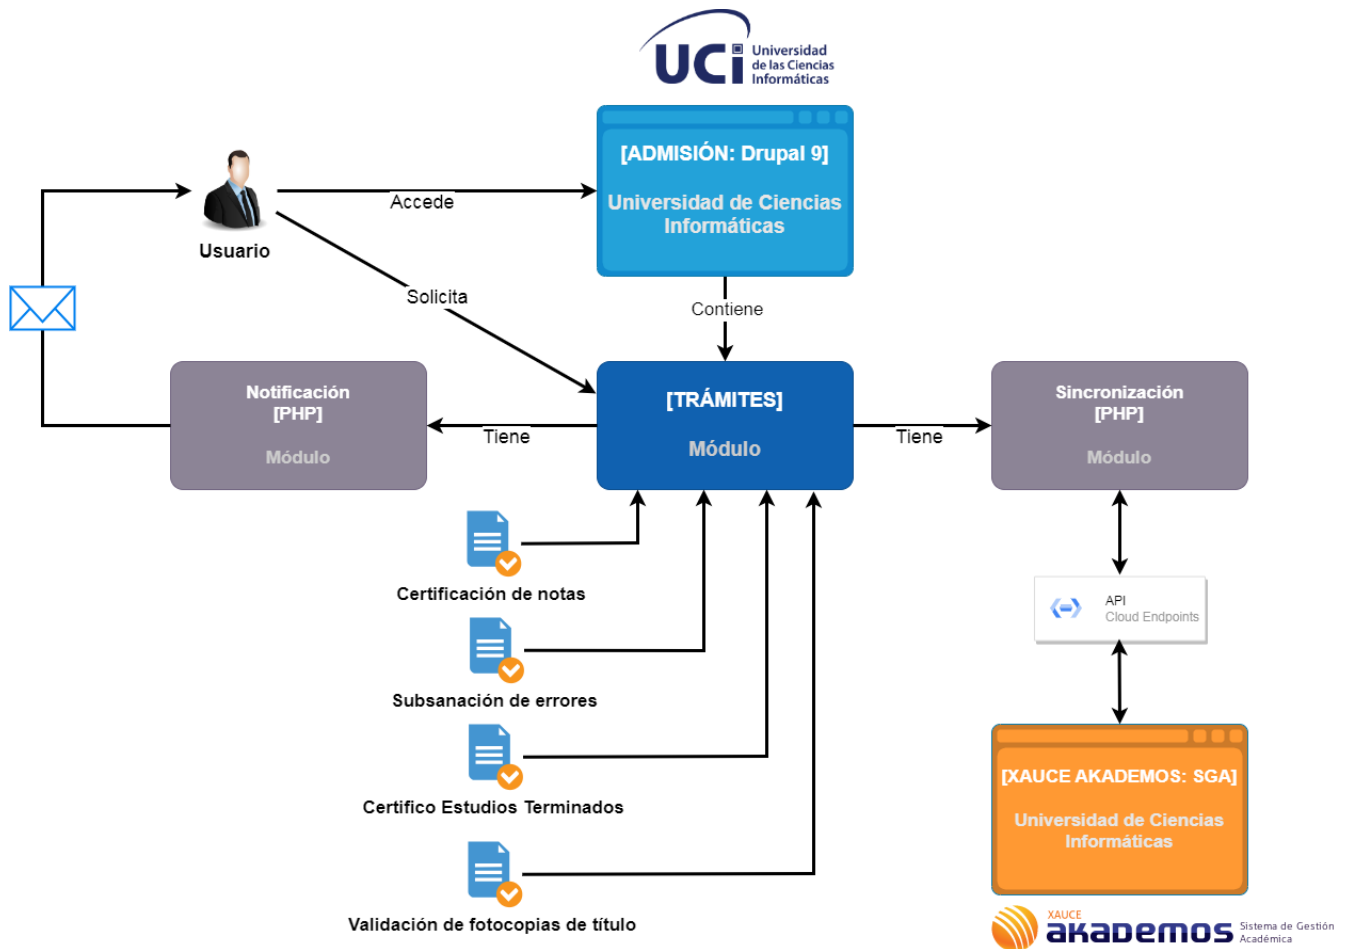 UCi
Universidad
de las Ciencias
Informáticas
[ADMISIÓN: Drupal 9]
Universidad de Ciencias
Informáticas
Accede
Usuario
Solicita
Contiene
Notificación
[PHP]
Módulo
Tiene
[TRÁMITES]
Módulo
Tiene
Sincronización
[PHP]
Módulo
Certificación de notas
API
Cloud Endpoints
Subsanación de errores
Certifico Estudios Terminados
[XAUCE AKADEMOS: SGA]
Universidad de Ciencias
Informáticas
Validación de fotocopias de título
XAUCE
aKaDemos
Sistema de Gestión
Académica